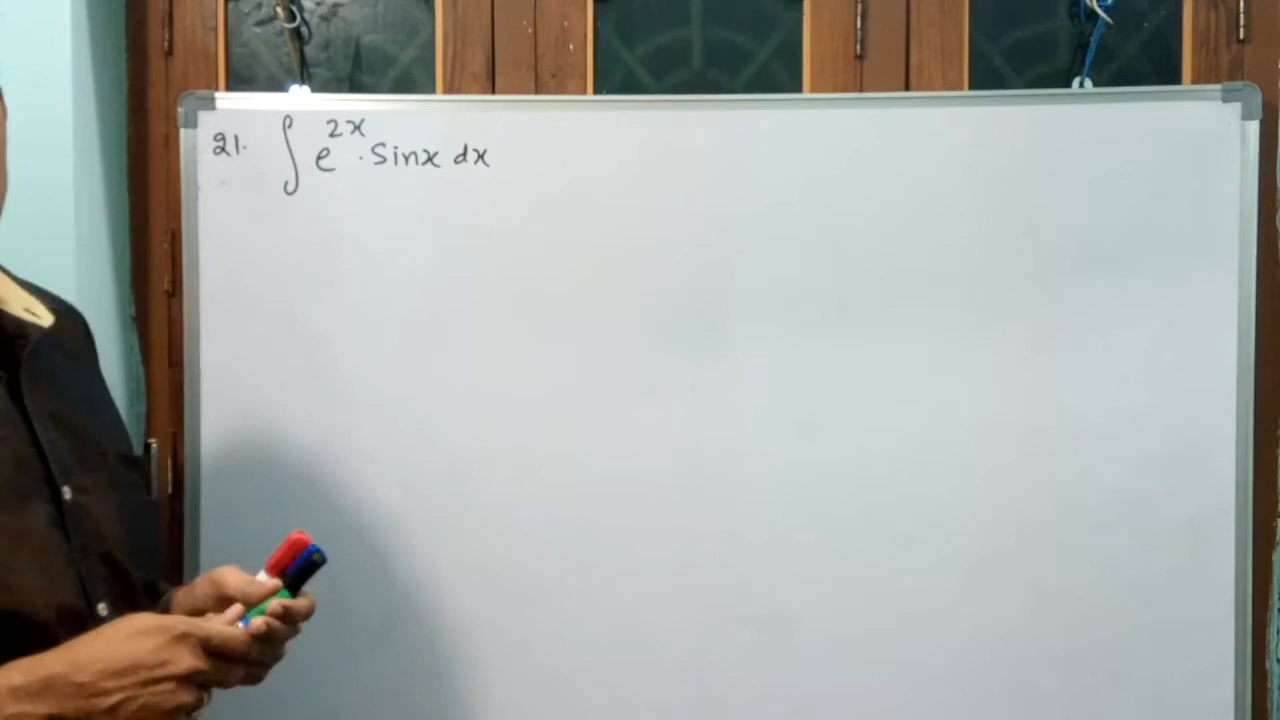 21. ∫ e^2x · sinx dx